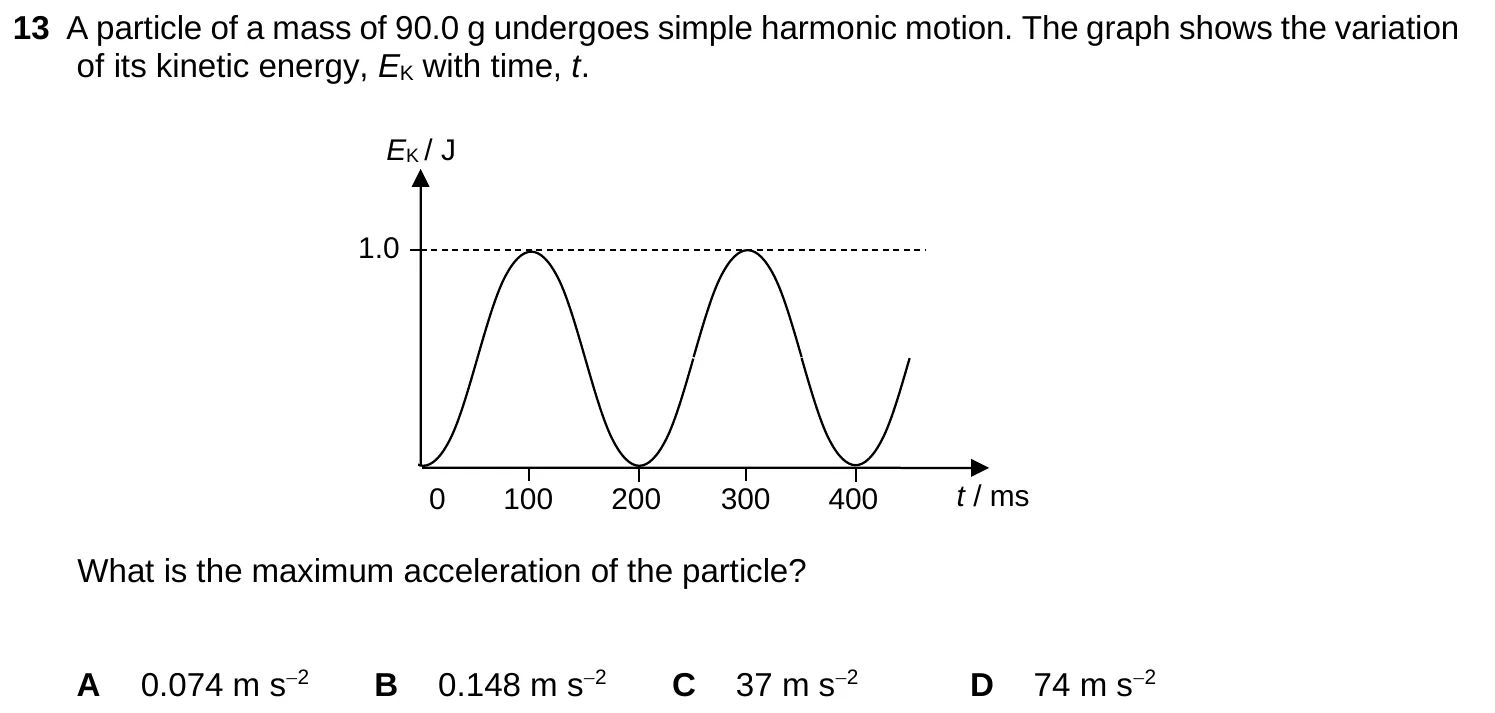 13 A particle of a mass of 90.0 g undergoes simple harmonic motion. The graph shows the variation
of its kinetic energy, E_K with time, t.
E_K / J
1.0
0 100 200 300 400 t / ms
What is the maximum acceleration of the particle?
A 0.074 m s⁻² B 0.148 m s⁻² C 37 m s⁻² D 74 m s⁻²